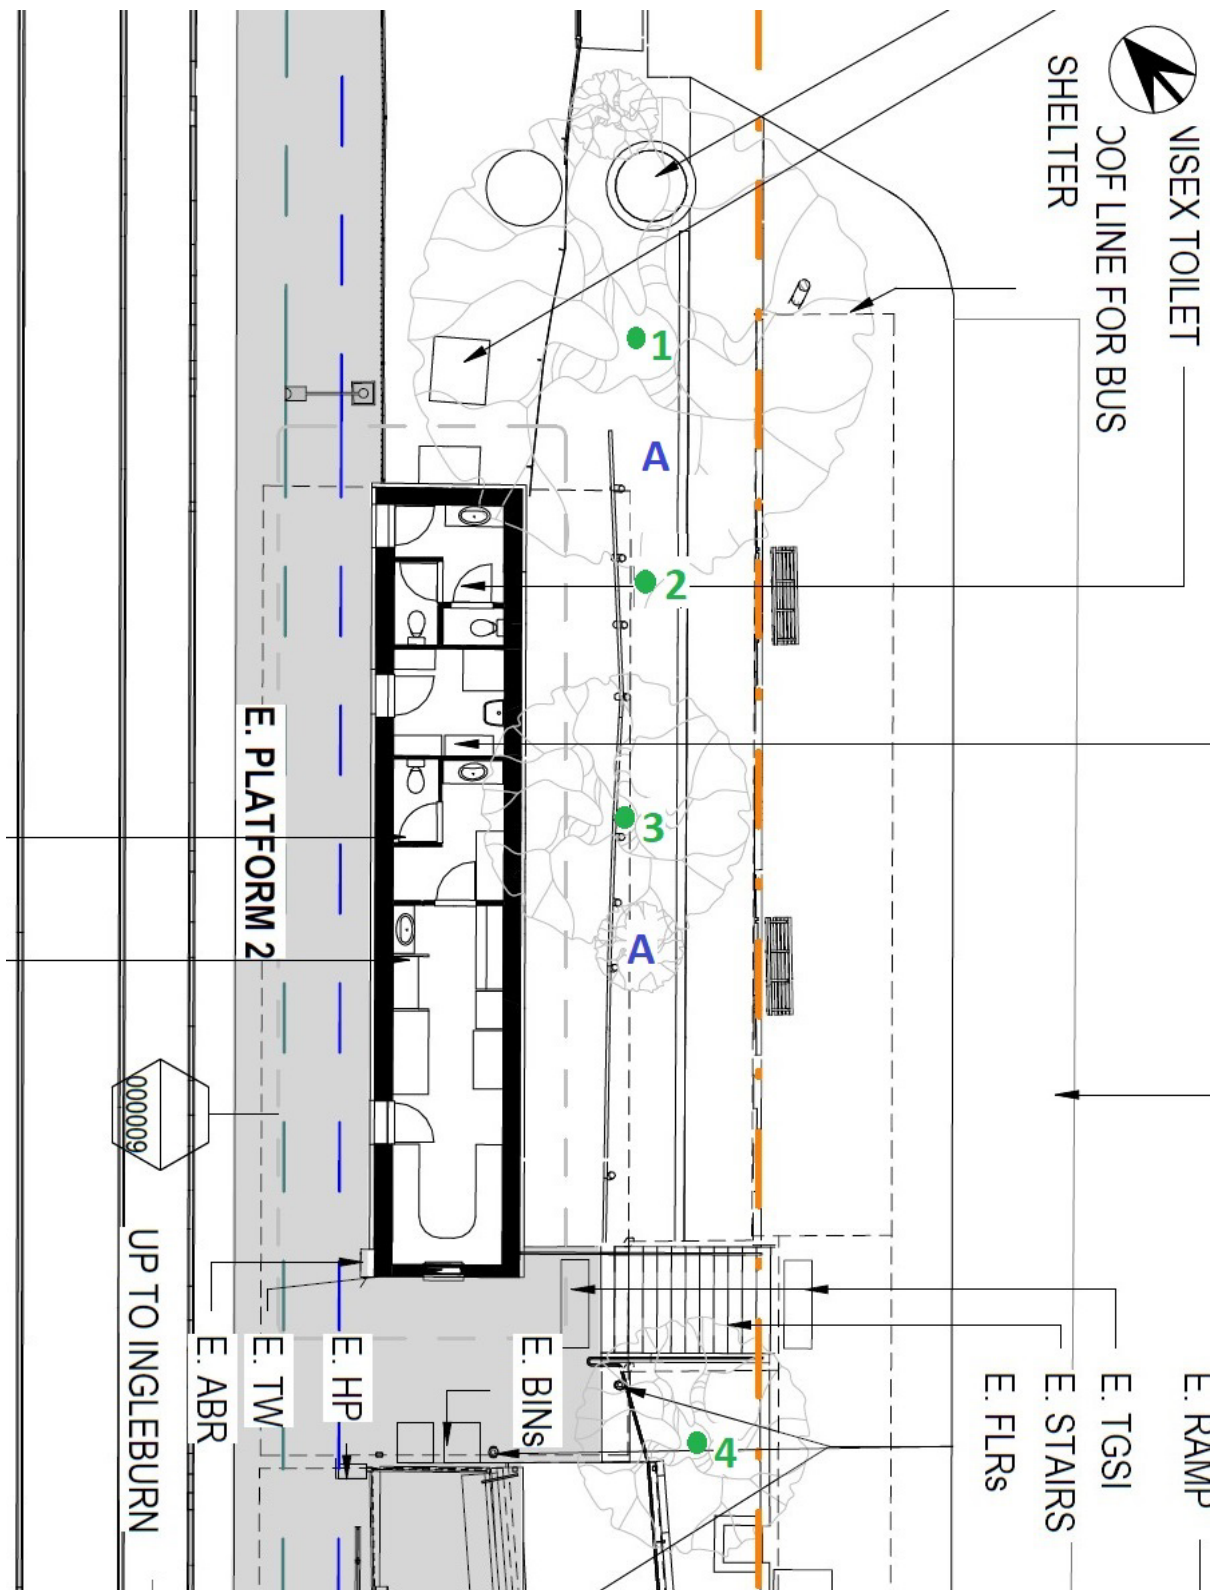 VISEX TOILET
OOF LINE FOR BUS
SHELTER
1
A
2
3
A
4
E. PLATFORM 2
000009
UP TO INGLEBURN
E. ABR
E. TW
E. HP
E. BINs
E. FLRs
E. STAIRS
E. TGSI
E. RAMP